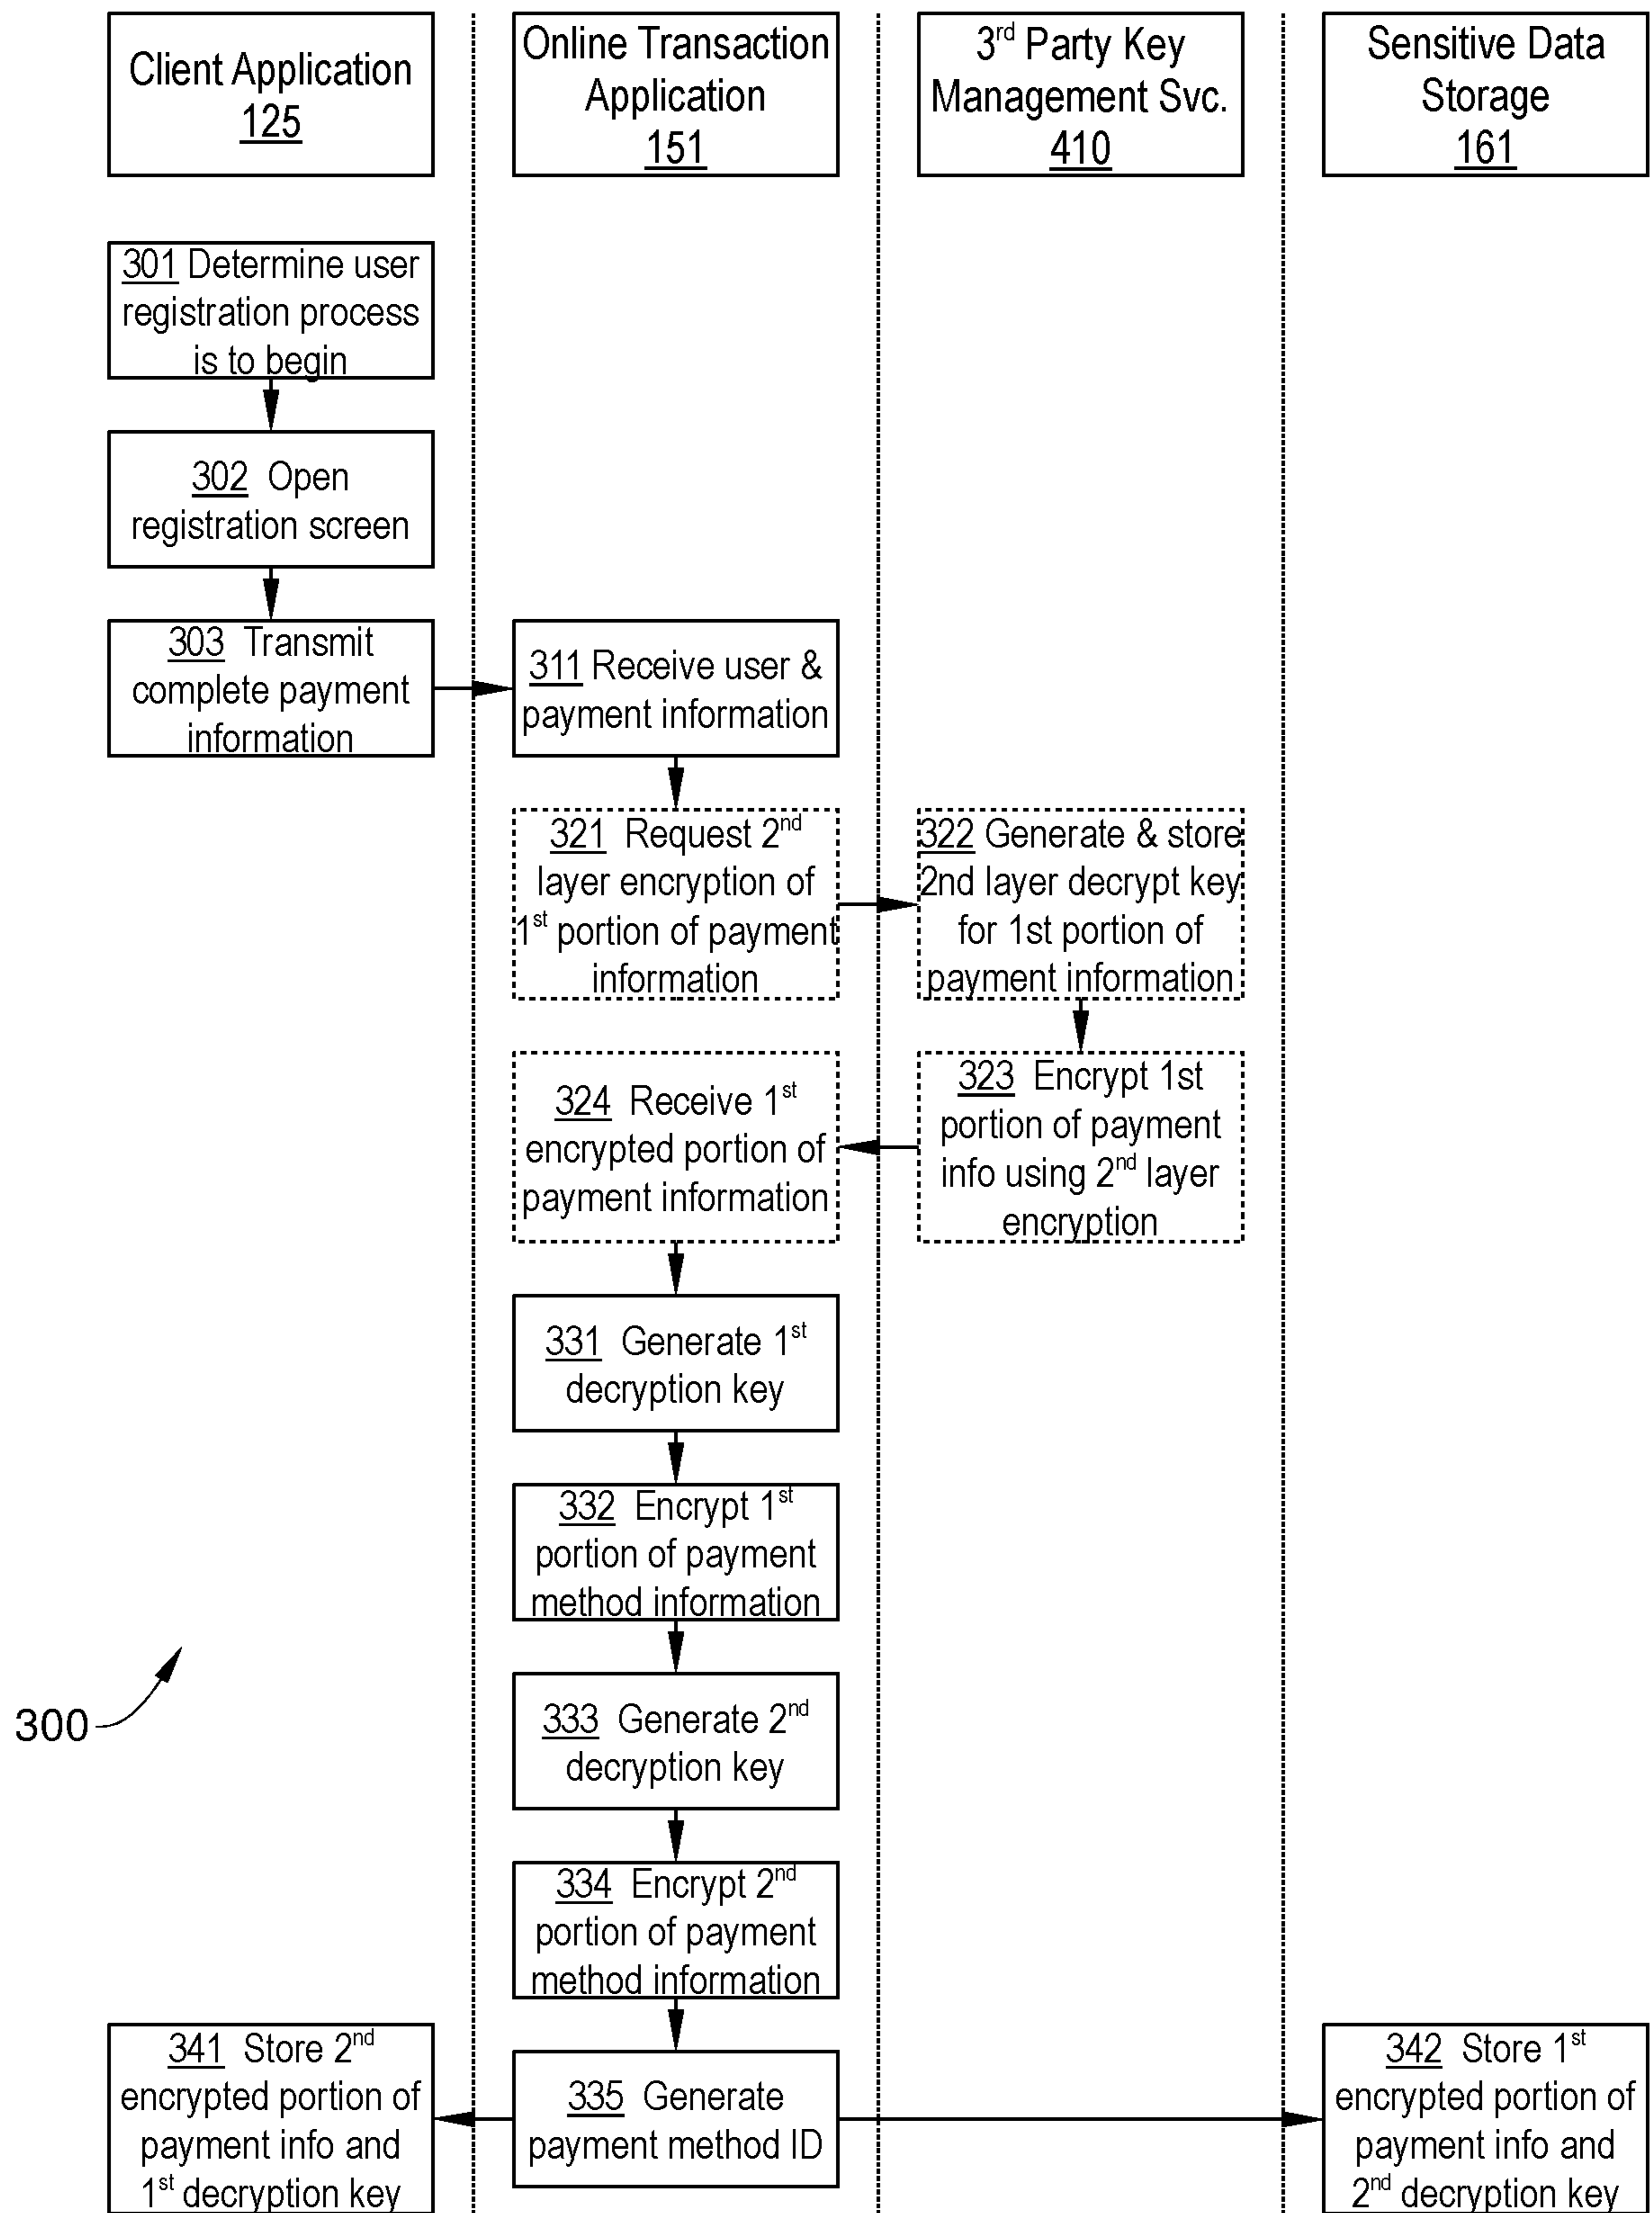 Client Application
125
Online Transaction
Application
151
3rd Party Key
Management Svc.
410
Sensitive Data
Storage
161
301 Determine user
registration process
is to begin
302 Open
registration screen
303 Transmit
complete payment
information
311 Receive user &
payment information
321 Request 2nd
layer encryption of
1st portion of payment
information
322 Generate & store
2nd layer decrypt key
for 1st portion of
payment information
323 Encrypt 1st
portion of payment
info using 2nd layer
encryption
324 Receive 1st
encrypted portion of
payment information
331 Generate 1st
decryption key
332 Encrypt 1st
portion of payment
method information
333 Generate 2nd
decryption key
334 Encrypt 2nd
portion of payment
method information
335 Generate
payment method ID
341 Store 2nd
encrypted portion of
payment info and
1st decryption key
342 Store 1st
encrypted portion of
payment info and
2nd decryption key
300